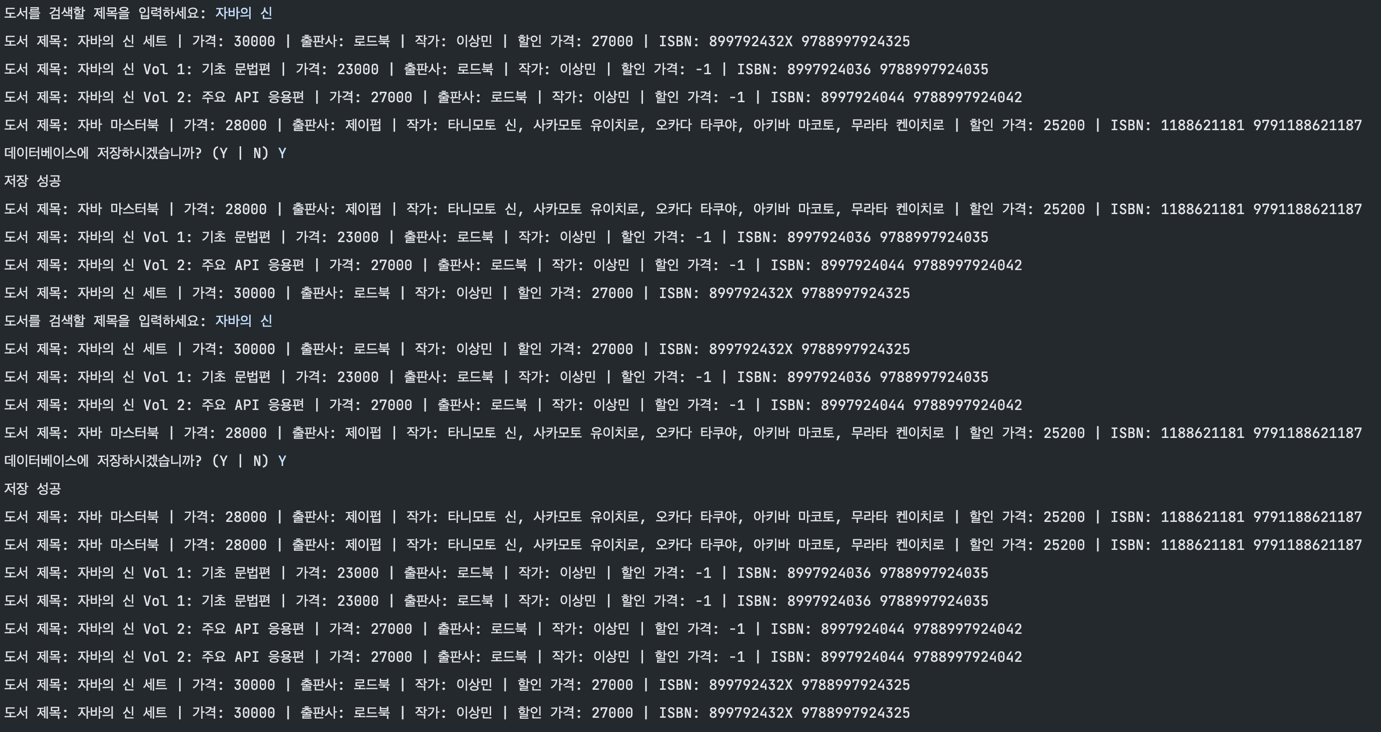 도서를 검색할 제목을 입력하세요: 자바의 신
도서 제목: 자바의 신 세트 | 가격: 30000 | 출판사: 로드북 | 작가: 이상민 | 할인 가격: 27000 | ISBN: 899792432X 9788997924325
도서 제목: 자바의 신 Vol 1: 기초 문법편 | 가격: 23000 | 출판사: 로드북 | 작가: 이상민 | 할인 가격: -1 | ISBN: 8997924036 9788997924035
도서 제목: 자바의 신 Vol 2: 주요 API 응용편 | 가격: 27000 | 출판사: 로드북 | 작가: 이상민 | 할인 가격: -1 | ISBN: 8997924044 9788997924042
도서 제목: 자바 마스터북 | 가격: 28000 | 출판사: 제이펍 | 작가: 타니모토 신, 사카모토 유이치로, 오카다 타쿠야, 아키바 마코토, 무라타 켄이치로 | 할인 가격: 25200 | ISBN: 1188621181 9791188621187
데이터베이스에 저장하시겠습니까? (Y | N) Y
저장 성공
도서 제목: 자바 마스터북 | 가격: 28000 | 출판사: 제이펍 | 작가: 타니모토 신, 사카모토 유이치로, 오카다 타쿠야, 아키바 마코토, 무라타 켄이치로 | 할인 가격: 25200 | ISBN: 1188621181 9791188621187
도서 제목: 자바의 신 Vol 1: 기초 문법편 | 가격: 23000 | 출판사: 로드북 | 작가: 이상민 | 할인 가격: -1 | ISBN: 8997924036 9788997924035
도서 제목: 자바의 신 Vol 2: 주요 API 응용편 | 가격: 27000 | 출판사: 로드북 | 작가: 이상민 | 할인 가격: -1 | ISBN: 8997924044 9788997924042
도서 제목: 자바의 신 세트 | 가격: 30000 | 출판사: 로드북 | 작가: 이상민 | 할인 가격: 27000 | ISBN: 899792432X 9788997924325
도서를 검색할 제목을 입력하세요: 자바의 신
도서 제목: 자바의 신 세트 | 가격: 30000 | 출판사: 로드북 | 작가: 이상민 | 할인 가격: 27000 | ISBN: 899792432X 9788997924325
도서 제목: 자바의 신 Vol 1: 기초 문법편 | 가격: 23000 | 출판사: 로드북 | 작가: 이상민 | 할인 가격: -1 | ISBN: 8997924036 9788997924035
도서 제목: 자바의 신 Vol 2: 주요 API 응용편 | 가격: 27000 | 출판사: 로드북 | 작가: 이상민 | 할인 가격: -1 | ISBN: 8997924044 9788997924042
도서 제목: 자바 마스터북 | 가격: 28000 | 출판사: 제이펍 | 작가: 타니모토 신, 사카모토 유이치로, 오카다 타쿠야, 아키바 마코토, 무라타 켄이치로 | 할인 가격: 25200 | ISBN: 1188621181 9791188621187
데이터베이스에 저장하시겠습니까? (Y | N) Y
저장 성공
도서 제목: 자바 마스터북 | 가격: 28000 | 출판사: 제이펍 | 작가: 타니모토 신, 사카모토 유이치로, 오카다 타쿠야, 아키바 마코토, 무라타 켄이치로 | 할인 가격: 25200 | ISBN: 1188621181 9791188621187
도서 제목: 자바 마스터북 | 가격: 28000 | 출판사: 제이펍 | 작가: 타니모토 신, 사카모토 유이치로, 오카다 타쿠야, 아키바 마코토, 무라타 켄이치로 | 할인 가격: 25200 | ISBN: 1188621181 9791188621187
도서 제목: 자바의 신 Vol 1: 기초 문법편 | 가격: 23000 | 출판사: 로드북 | 작가: 이상민 | 할인 가격: -1 | ISBN: 8997924036 9788997924035
도서 제목: 자바의 신 Vol 1: 기초 문법편 | 가격: 23000 | 출판사: 로드북 | 작가: 이상민 | 할인 가격: -1 | ISBN: 8997924036 9788997924035
도서 제목: 자바의 신 Vol 2: 주요 API 응용편 | 가격: 27000 | 출판사: 로드북 | 작가: 이상민 | 할인 가격: -1 | ISBN: 8997924044 9788997924042
도서 제목: 자바의 신 Vol 2: 주요 API 응용편 | 가격: 27000 | 출판사: 로드북 | 작가: 이상민 | 할인 가격: -1 | ISBN: 8997924044 9788997924042
도서 제목: 자바의 신 세트 | 가격: 30000 | 출판사: 로드북 | 작가: 이상민 | 할인 가격: 27000 | ISBN: 899792432X 9788997924325
도서 제목: 자바의 신 세트 | 가격: 30000 | 출판사: 로드북 | 작가: 이상민 | 할인 가격: 27000 | ISBN: 899792432X 9788997924325